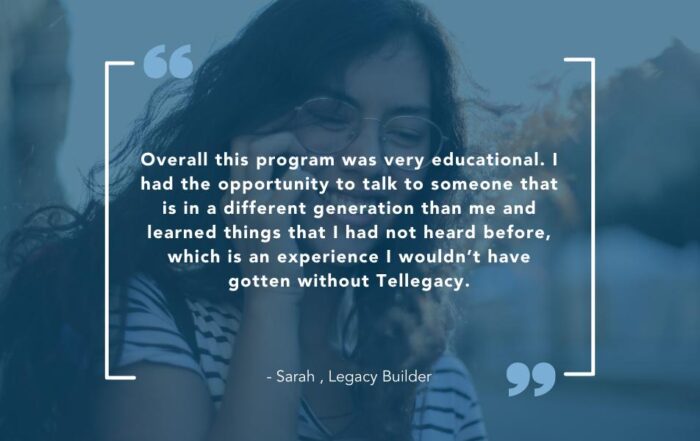 “
Overall this program was very educational. I
had the opportunity to talk to someone that
is in a different generation than me and
learned things that I had not heard before,
which is an experience I wouldn’t have
gotten without Tellegacy.
- Sarah , Legacy Builder
”